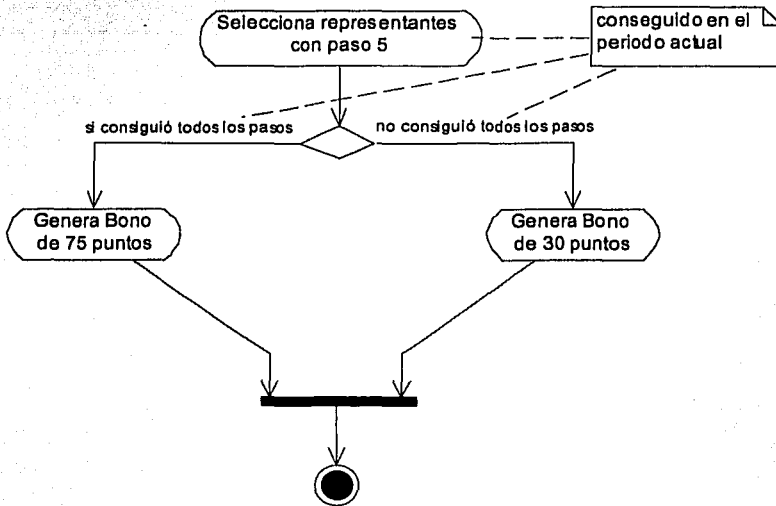 Selecciona representantes
con paso 5
conseguido en el
periodo actual
si consiguió todos los pasos
no consiguió todos los pasos
Genera Bono
de 75 puntos
Genera Bono
de 30 puntos